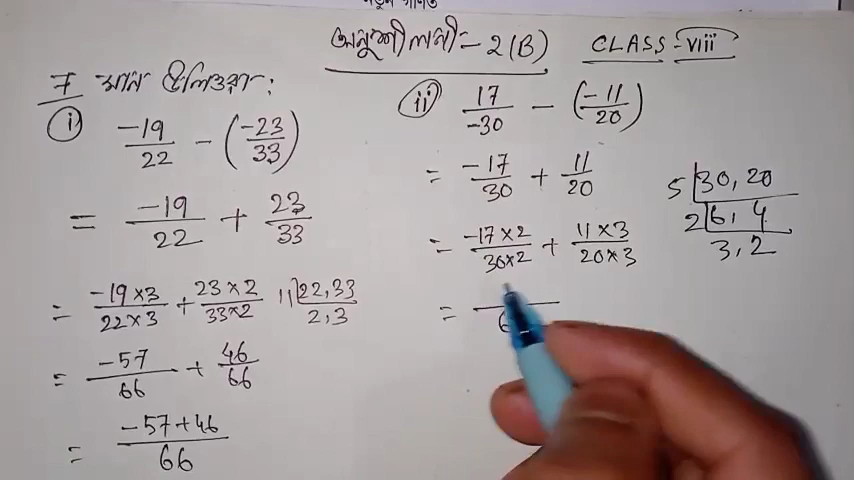 নতুন গণিত
অনুশীলনী - 2(B) CLASS - viii
7
(i) -19/22 - (-23/33)
= -19/22 + 23/33
= -19×3/22×3 + 23×2/33×2 11|22,33
2,3
= -57/66 + 46/66
= -57+46/66
(ii) 17/-30 - (-11/20)
= -17/30 + 11/20
= -17×2/30×2 + 11×3/20×3
=
5|30,20
2|6,4
3,2